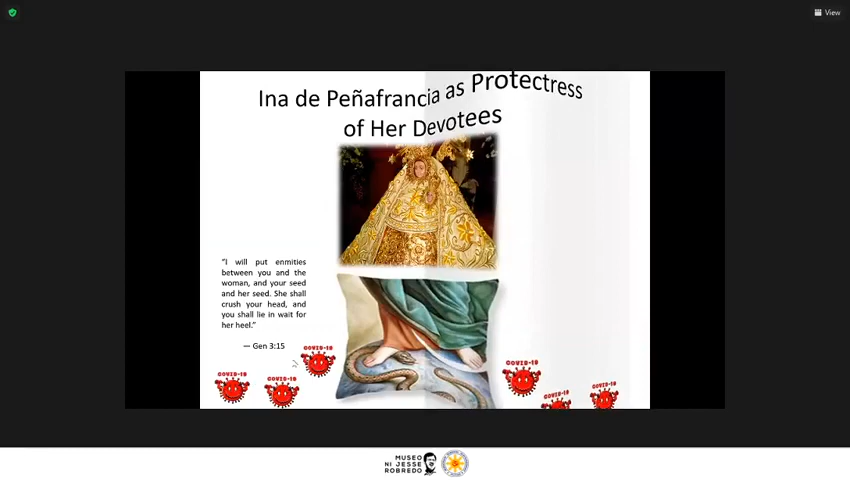 View
Ina de Peñafrancia as Protectress
of Her Devotees
"I will put enmities
between you and the
woman, and your seed
and her seed. She shall
crush your head, and
you shall lie in wait for
her heel."
— Gen 3:15
COVID-19
COVID-19
COVID-19
COVID-19
COVID-19
COVID-19
MUSEO
NI JESSE
ROBREDO